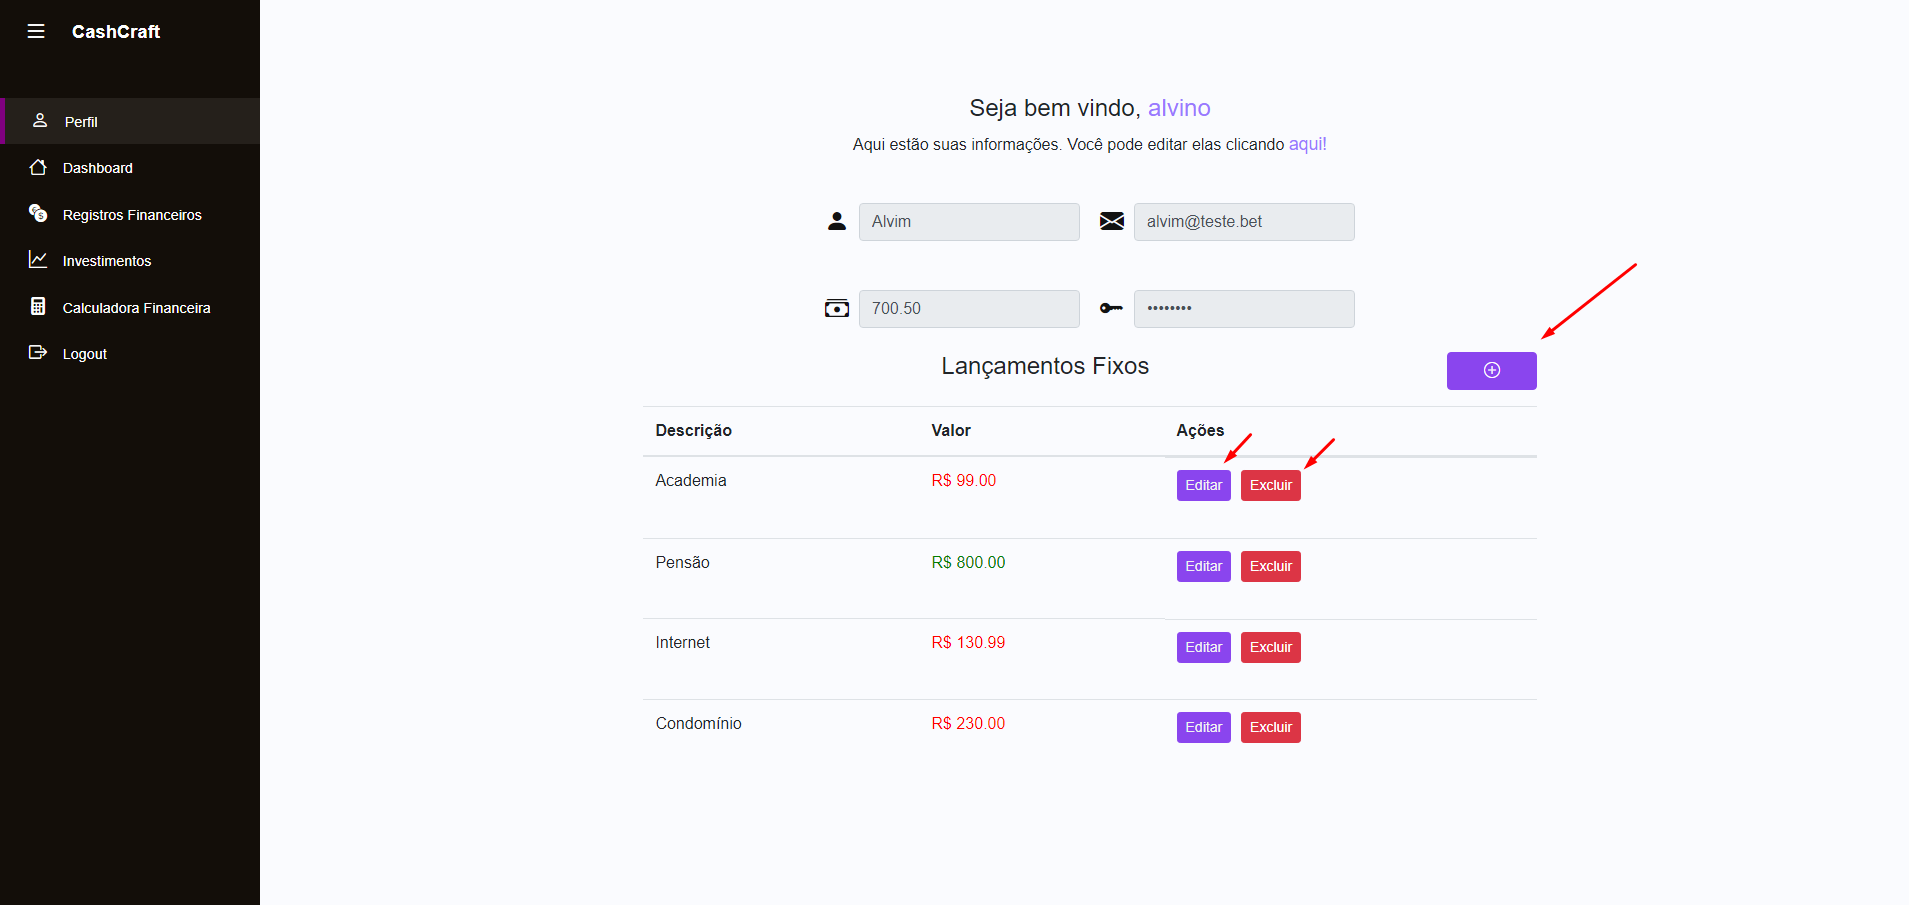 CashCraft
Perfil
Dashboard
Registros Financeiros
Investimentos
Calculadora Financeira
Logout
Seja bem vindo, alvino
Aqui estão suas informações. Você pode editar elas clicando aqui!
Alvim
alvim@teste.bet
700.50
••••••••
Lançamentos Fixos
Descrição Valor Ações
Academia R$ 99.00 Editar Excluir
Pensão R$ 800.00 Editar Excluir
Internet R$ 130.99 Editar Excluir
Condomínio R$ 230.00 Editar Excluir